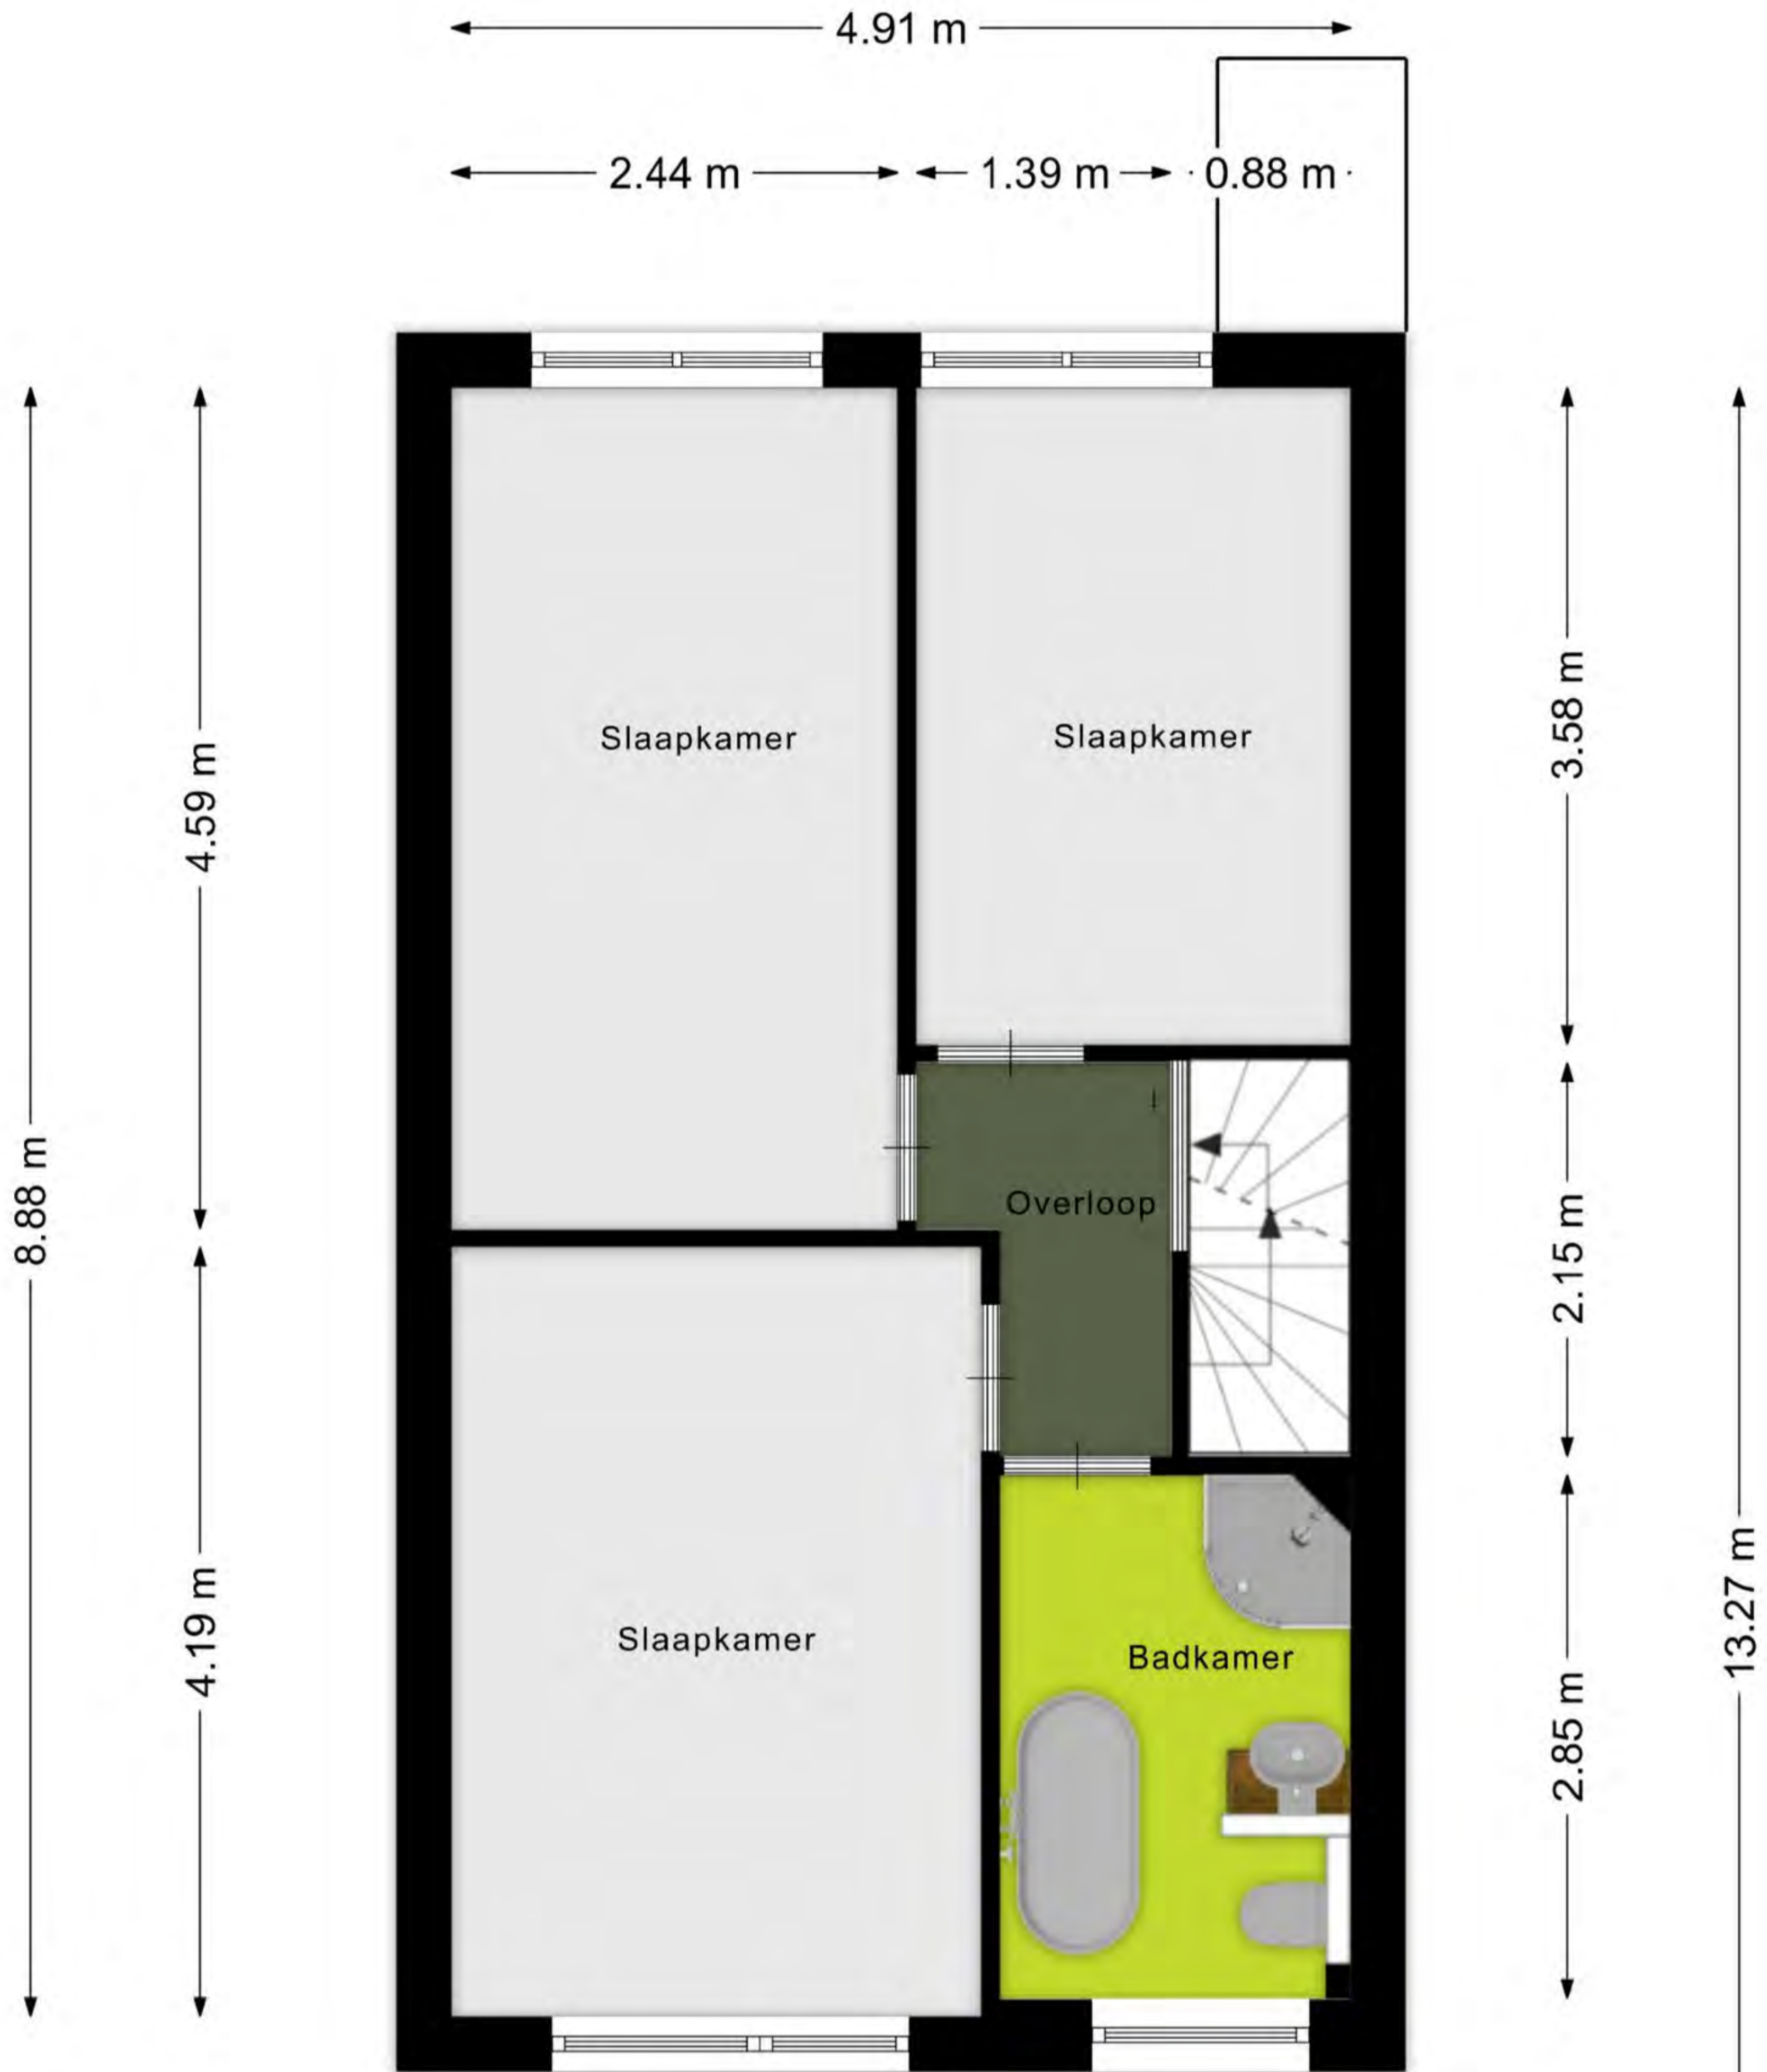 4.91 m
2.44 m
1.39 m
0.88 m
Slaapkamer
Slaapkamer
3.58 m
4.59 m
8.88 m
Overloop
2.15 m
4.19 m
Slaapkamer
Badkamer
2.85 m
13.27 m